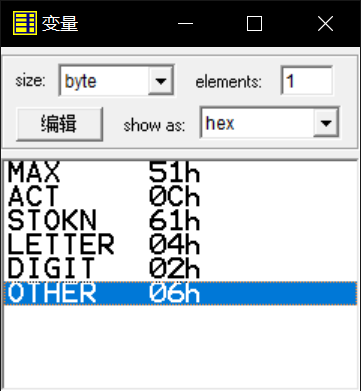 变量
size: byte elements: 1
编辑 show as: hex
MAX 51h
ACT 0Ch
STOKN 61h
LETTER 04h
DIGIT 02h
OTHER 06h